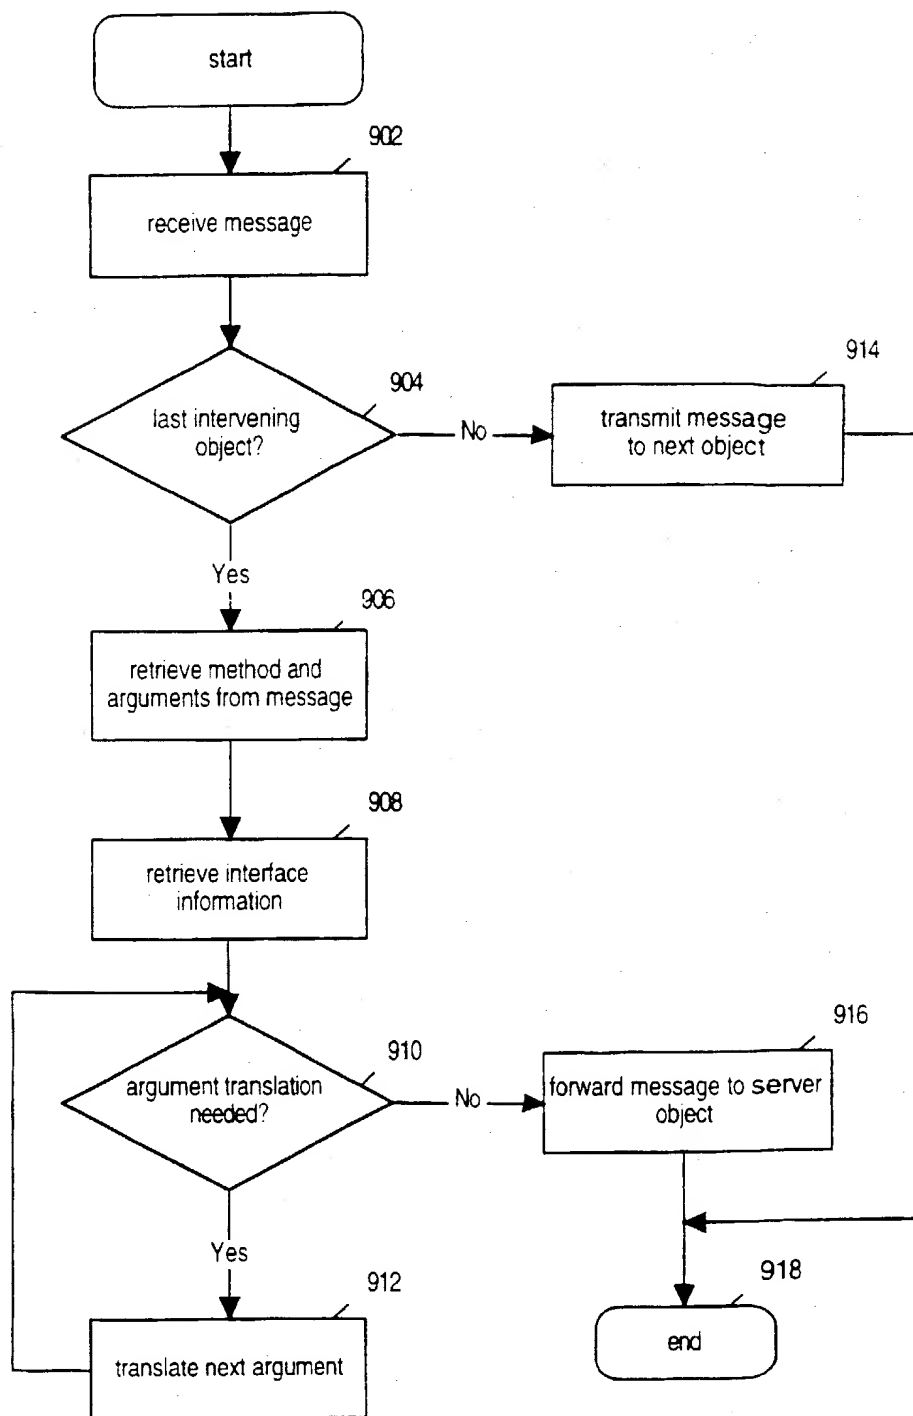 start
902
receive message
904
last intervening
object?
No
914
transmit message
to next object
Yes
906
retrieve method and
arguments from message
908
retrieve interface
information
910
argument translation
needed?
No
916
forward message to server
object
Yes
912
translate next argument
918
end